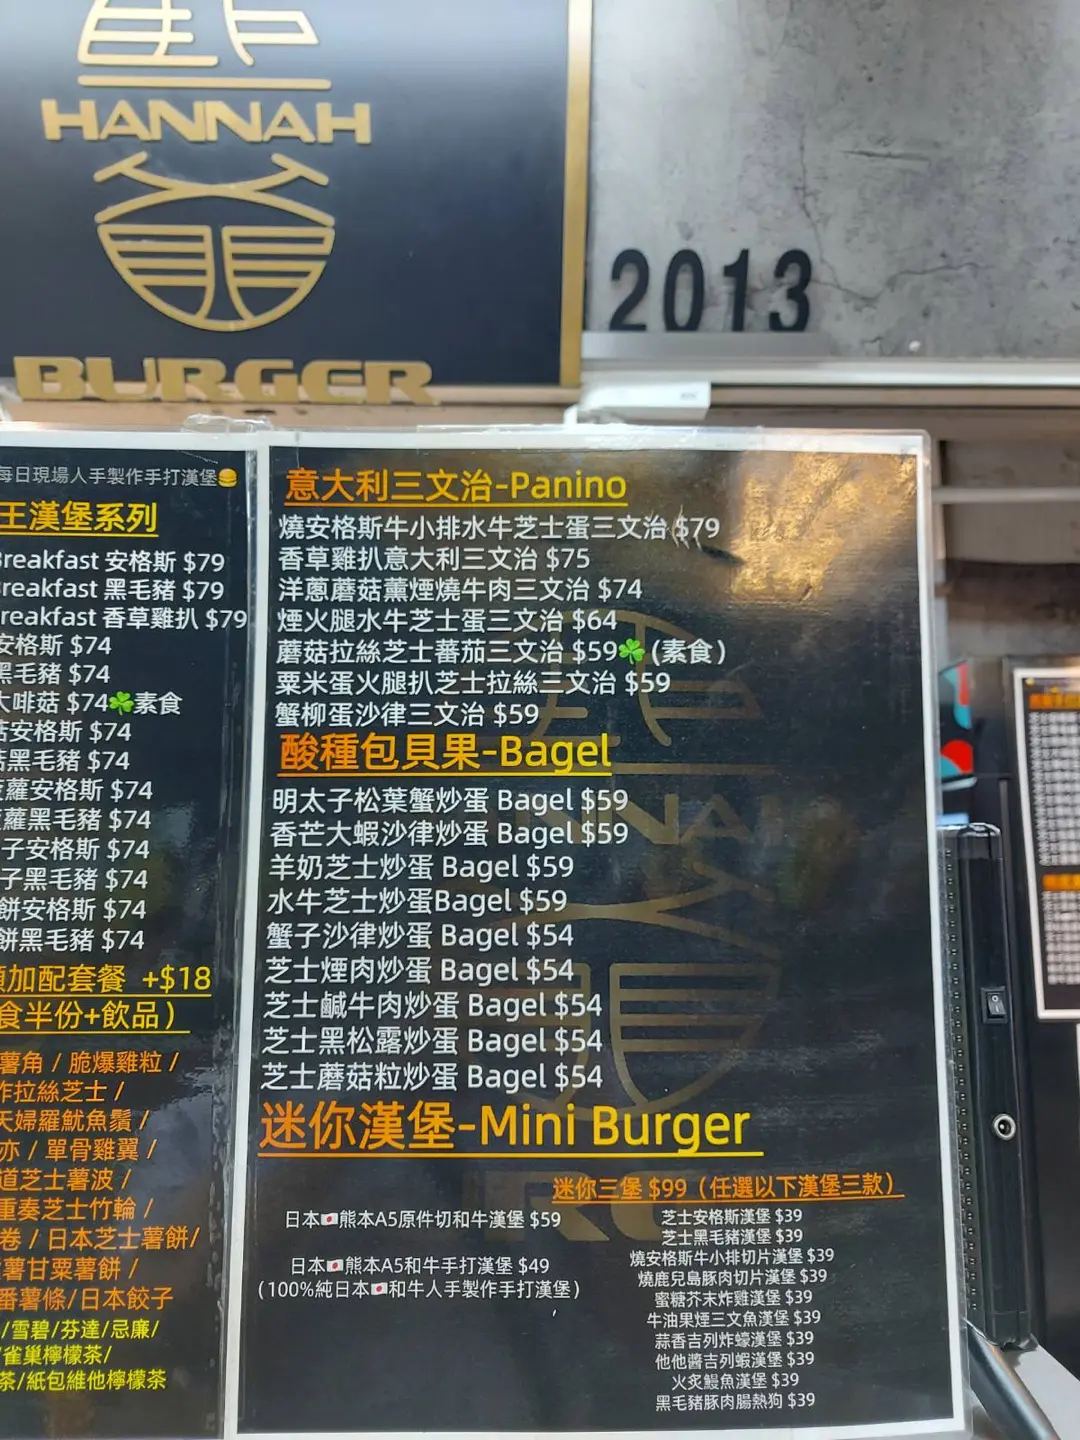 HANNAH
BURGER
2013
每日現場人手製作手打漢堡🍔
王漢堡系列
Breakfast 安格斯 $79
Breakfast 黑毛豬 $79
Breakfast 香草雞扒 $79
安格斯 $74
黑毛豬 $74
大啡菇 $74☘素食
菇安格斯 $74
菇黑毛豬 $74
菠蘿安格斯 $74
菠蘿黑毛豬 $74
子安格斯 $74
子黑毛豬 $74
餅安格斯 $74
餅黑毛豬 $74
加配套餐 +$18
食半份+飲品）
薯角 / 脆爆雞粒 /
炸拉絲芝士 /
天婦羅魷魚鬚 /
亦 / 單骨雞翼 /
道芝士薯波 /
重奏芝士竹輪 /
卷 / 日本芝士薯餅/
薯甘粟薯餅 /
番薯條/日本餃子
/雪碧/芬達/忌廉/
/雀巢檸檬茶/
茶/紙包維他檸檬茶
意大利三文治-Panino
燒安格斯牛小排水牛芝士蛋三文治 $79
香草雞扒意大利三文治 $75
洋蔥蘑菇薰煙燒牛肉三文治 $74
煙火腿水牛芝士蛋三文治 $64
蘑菇拉絲芝士蕃茄三文治 $59☘(素食)
粟米蛋火腿扒芝士拉絲三文治 $59
蟹柳蛋沙律三文治 $59
酸種包貝果-Bagel
明太子松葉蟹炒蛋 Bagel $59
香芒大蝦沙律炒蛋 Bagel $59
羊奶芝士炒蛋 Bagel $59
水牛芝士炒蛋Bagel $59
蟹子沙律炒蛋 Bagel $54
芝士煙肉炒蛋 Bagel $54
芝士鹹牛肉炒蛋 Bagel $54
芝士黑松露炒蛋 Bagel $54
芝士蘑菇粒炒蛋 Bagel $54
迷你漢堡-Mini Burger
日本🇯🇵熊本A5原件切和牛漢堡 $59
日本🇯🇵熊本A5和牛手打漢堡 $49
(100%純日本🇯🇵和牛人手製作手打漢堡)
迷你三堡 $99（任選以下漢堡三款）
芝士安格斯漢堡 $39
芝士黑毛豬漢堡 $39
燒安格斯牛小排切片漢堡 $39
燒鹿兒島豚肉切片漢堡 $39
蜜糖芥末炸雞漢堡 $39
牛油果煙三文魚漢堡 $39
蒜香吉列炸蠔漢堡 $39
他他醬吉列蝦漢堡 $39
火炙鰻魚漢堡 $39
黑毛豬豚肉腸熱狗 $39